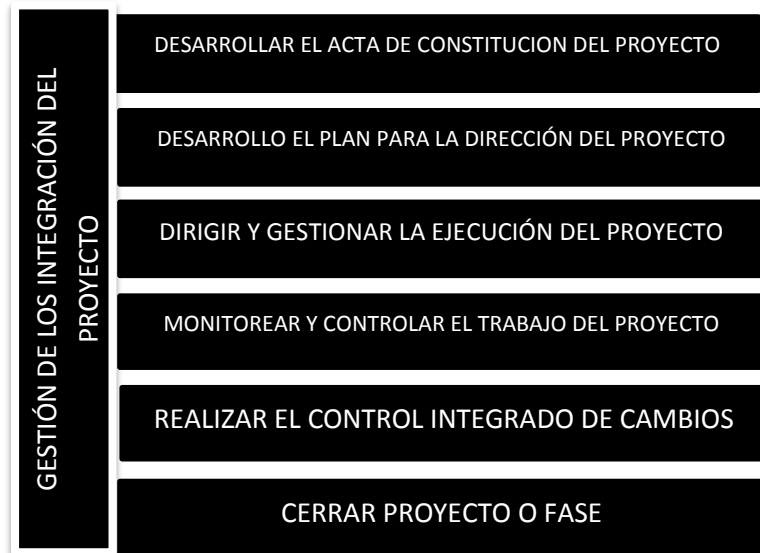 GESTIÓN DE LOS INTEGRACIÓN DEL
PROYECTO
DESARROLLAR EL ACTA DE CONSTITUCION DEL PROYECTO
DESARROLLO EL PLAN PARA LA DIRECCIÓN DEL PROYECTO
DIRIGIR Y GESTIONAR LA EJECUCIÓN DEL PROYECTO
MONITOREAR Y CONTROLAR EL TRABAJO DEL PROYECTO
REALIZAR EL CONTROL INTEGRADO DE CAMBIOS
CERRAR PROYECTO O FASE